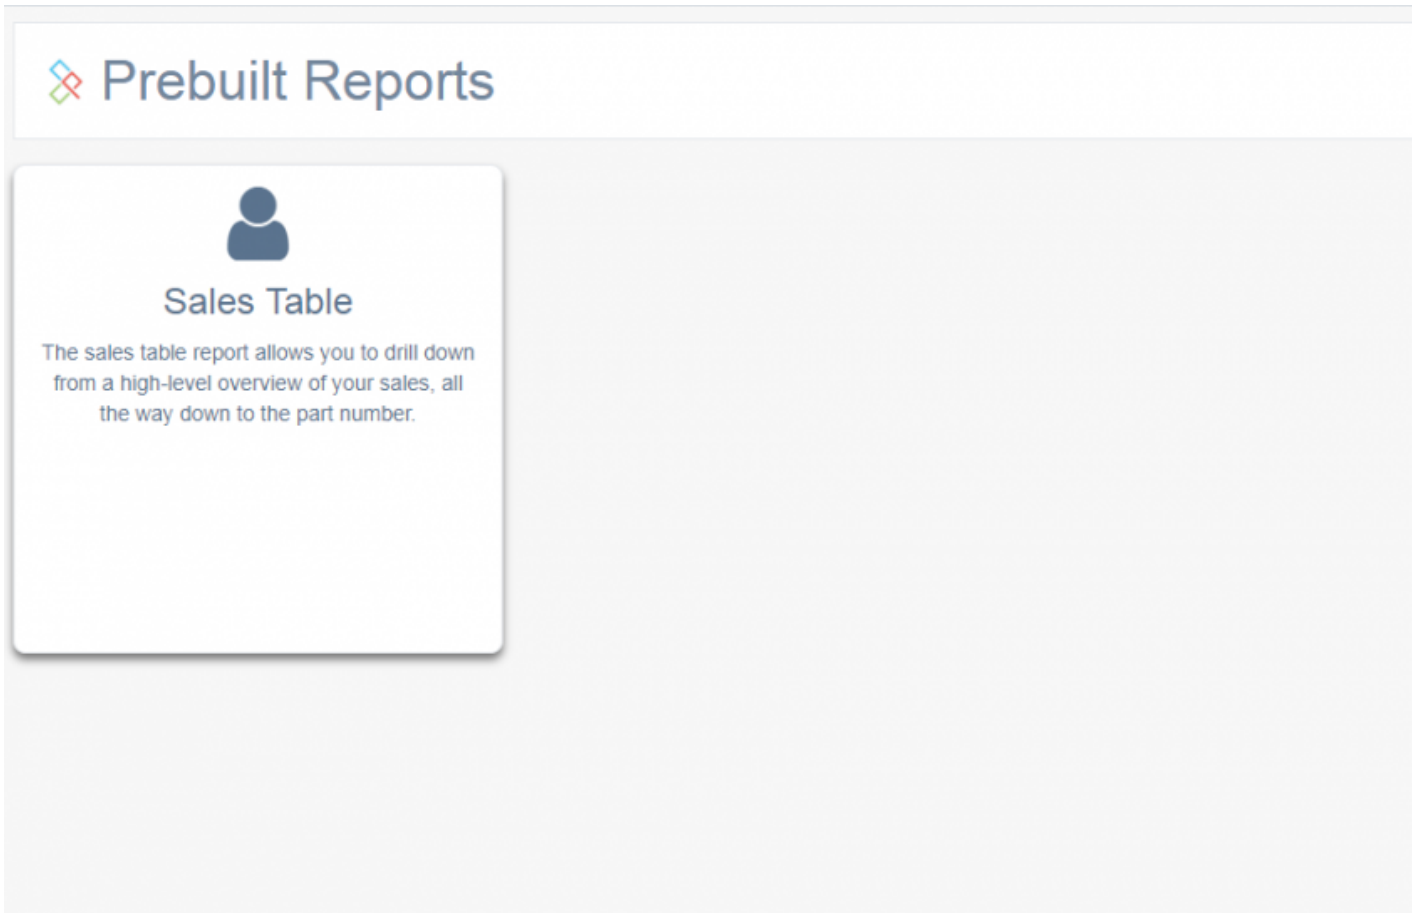 Prebuilt Reports
Sales Table
The sales table report allows you to drill down
from a high-level overview of your sales, all
the way down to the part number.